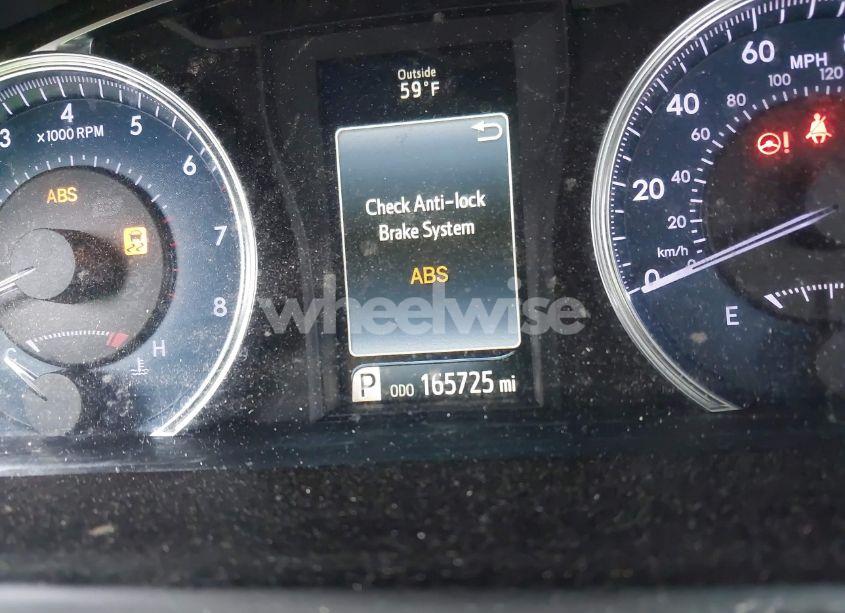 Outside
59°F
Check Anti-lock
Brake System
ABS
P ODO 165725 mi
3 4 5 6 7 8
x1000 RPM
ABS
C H
0 20 40 60
MPH
0 20 40 60 80 100 120
km/h
E
wheelwise